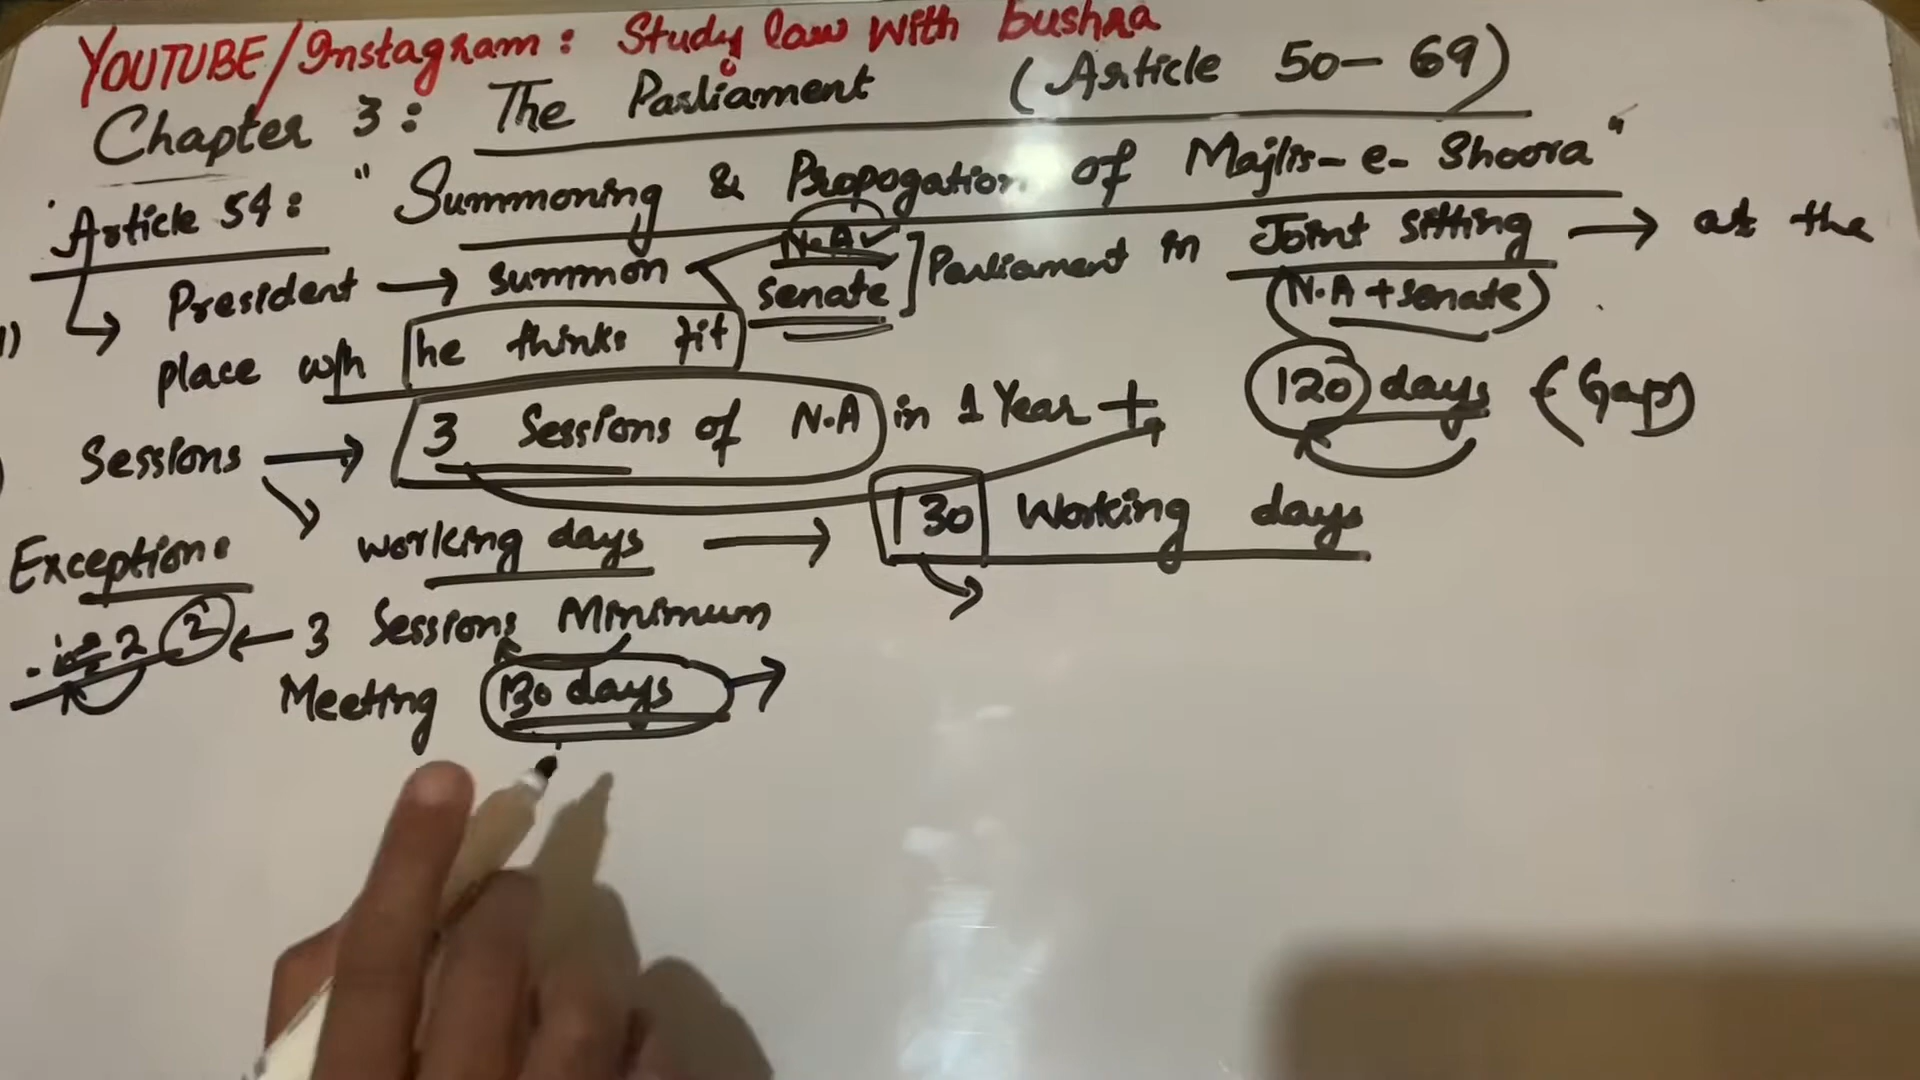 YOUTUBE/Instagram: Study law with bushra
Chapter 3: The Parliament (Article 50-69)
Article 54: "Summoning & Propogation of Majlis-e-Shoora"
1) President → summon N.A ✓ Senate ] Parliament in Joint sitting → at the
(N.A + senate)
place w/h he thinks fit
Sessions → 3 Sessions of N.A in 1 Year + 120 days (Gap)
working days → 130 Working days
Exception:
2 ← 3 Sessions Minimum
Meeting 130 days →